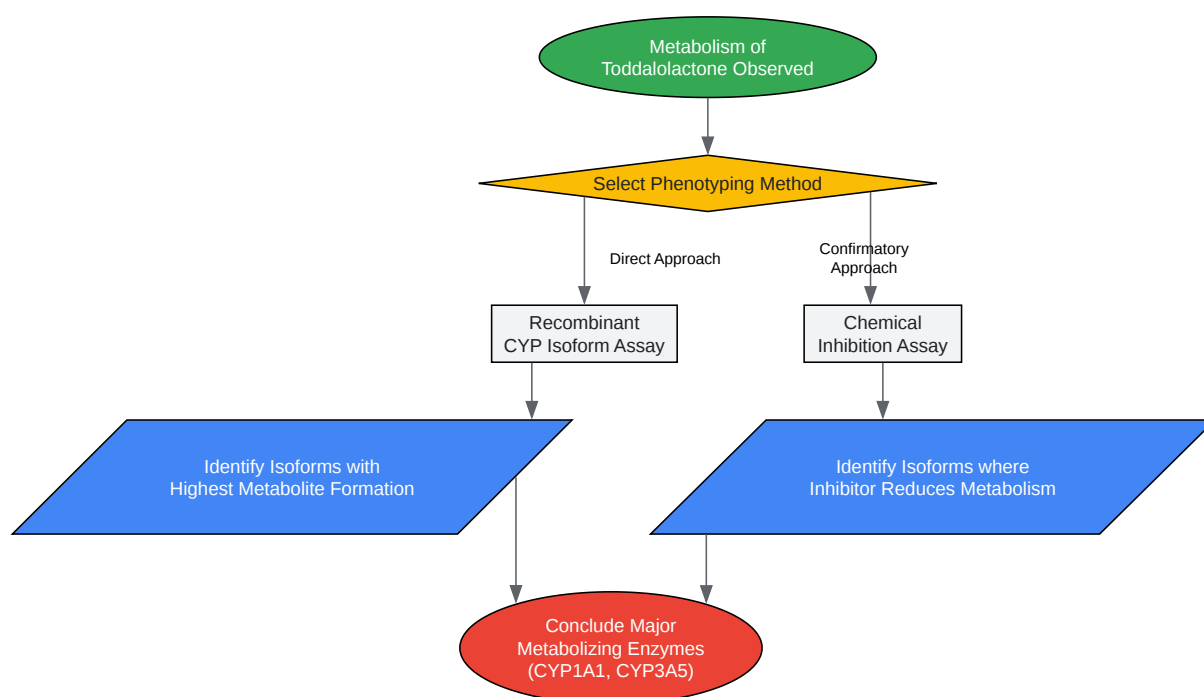 Metabolism of
Toddalolactone Observed
Select Phenotyping Method
Direct Approach
Confirmatory
Approach
Recombinant
CYP Isoform Assay
Chemical
Inhibition Assay
Identify Isoforms with
Highest Metabolite Formation
Identify Isoforms where
Inhibitor Reduces Metabolism
Conclude Major
Metabolizing Enzymes
(CYP1A1, CYP3A5)